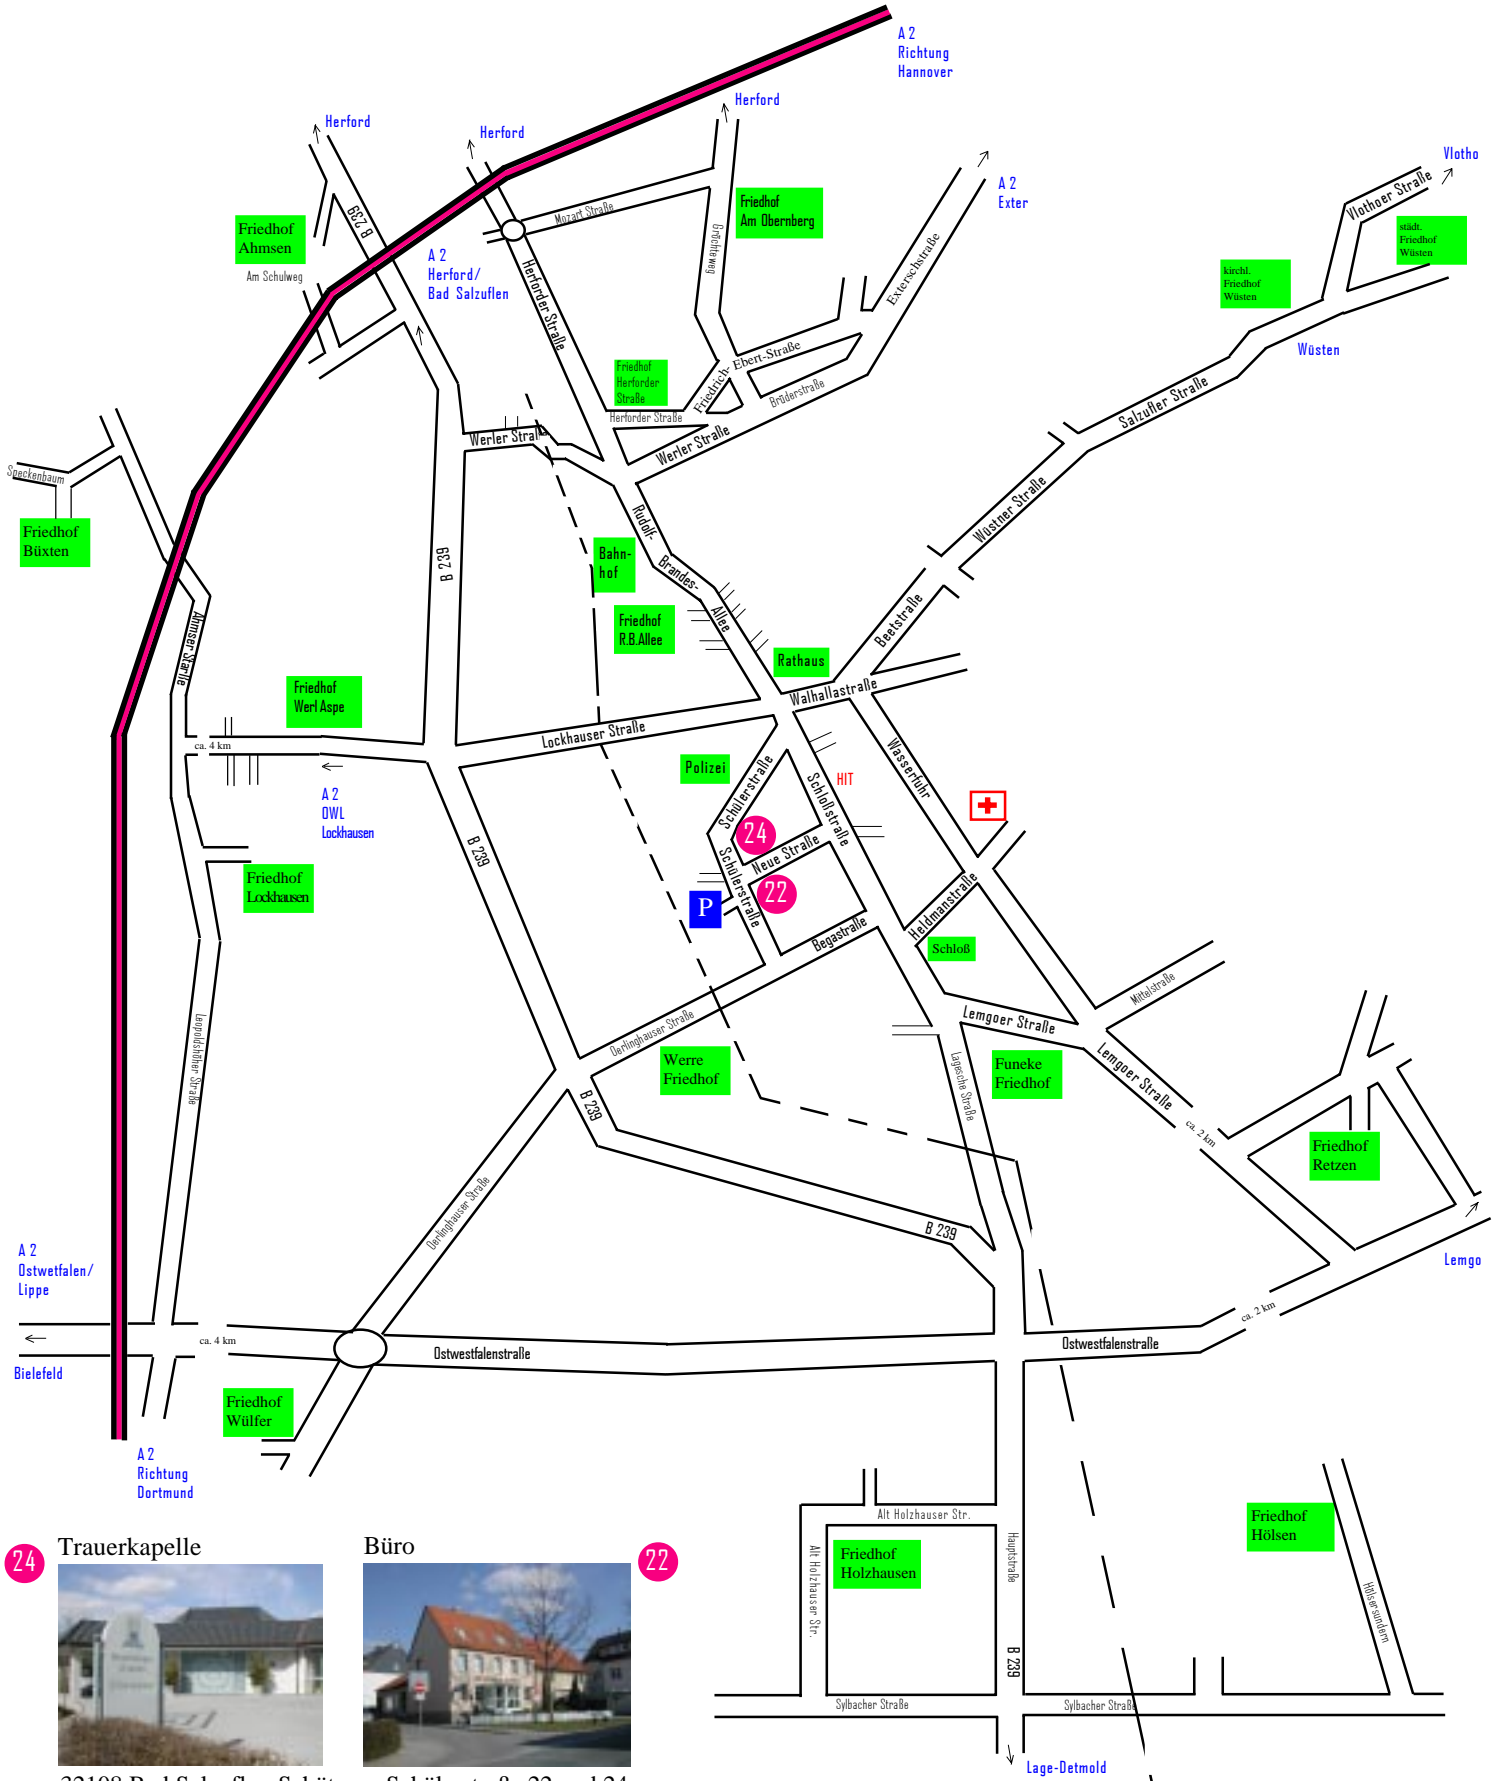 A 2
Richtung
Hannover
Herford
Herford
Herford
Vlotho
A 2
Exter
Vlothoer Straße
B 239
Mozart Straße
Friedhof
Am Obernberg
Grüchteweg
städt.
Friedhof
Wüsten
Friedhof
Ahmsen
Am Schulweg
A 2
Herford/
Bad Salzuflen
Herforder Straße
Exterschstraße
kirchl.
Friedhof
Wüsten
Wüsten
Friedrich-
Ebert-Straße
Friedhof
Herforder
Straße
Herforder Straße
Brüderstraße
Salzufler Straße
Werler Straße
Werler Straße
Speckenbaum
Friedhof
Büxten
Rudolf-
Brandes-
Allee
Wüstner Straße
B 239
Bahn-
hof
Friedhof
R.B.Allee
Beetstraße
Ahmser Starße
Rathaus
Walhallastraße
Friedhof
Werl Aspe
ca. 4 km
Lockhauser Straße
A 2
OWL
Lockhausen
Polizei
Schülerstraße
HIT
Wasserfuhr
Schloßstraße
B 239
24
Neue Straße
Schülerstraße
22
P
Friedhof
Lockhausen
Heldmanstraße
Begastraße
Schloß
Mittelstraße
Leopoldshöher Straße
Oerlinghauser Straße
Lemgoer Straße
Werre
Friedhof
Lagesche Straße
Funeke
Friedhof
Lemgoer Straße
B 239
ca. 2 km
Friedhof
Retzen
Oerlinghauser Straße
B 239
A 2
Ostwetfalen/
Lippe
Lemgo
ca. 4 km
ca. 2 km
Ostwestfalenstraße
Ostwestfalenstraße
Bielefeld
Friedhof
Wülfer
A 2
Richtung
Dortmund
Alt Holzhauser Str.
Alt Holzhauser Str.
Friedhof
Holzhausen
Hauptstraße
Friedhof
Hölsen
Hölsersundern
B 239
Sylbacher Straße
Sylbacher Straße
Lage-Detmold
24
Trauerkapelle
Büro
22